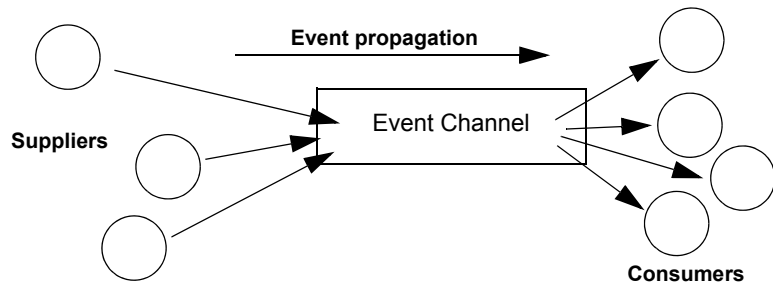 Event propagation
Event Channel
Suppliers
Consumers